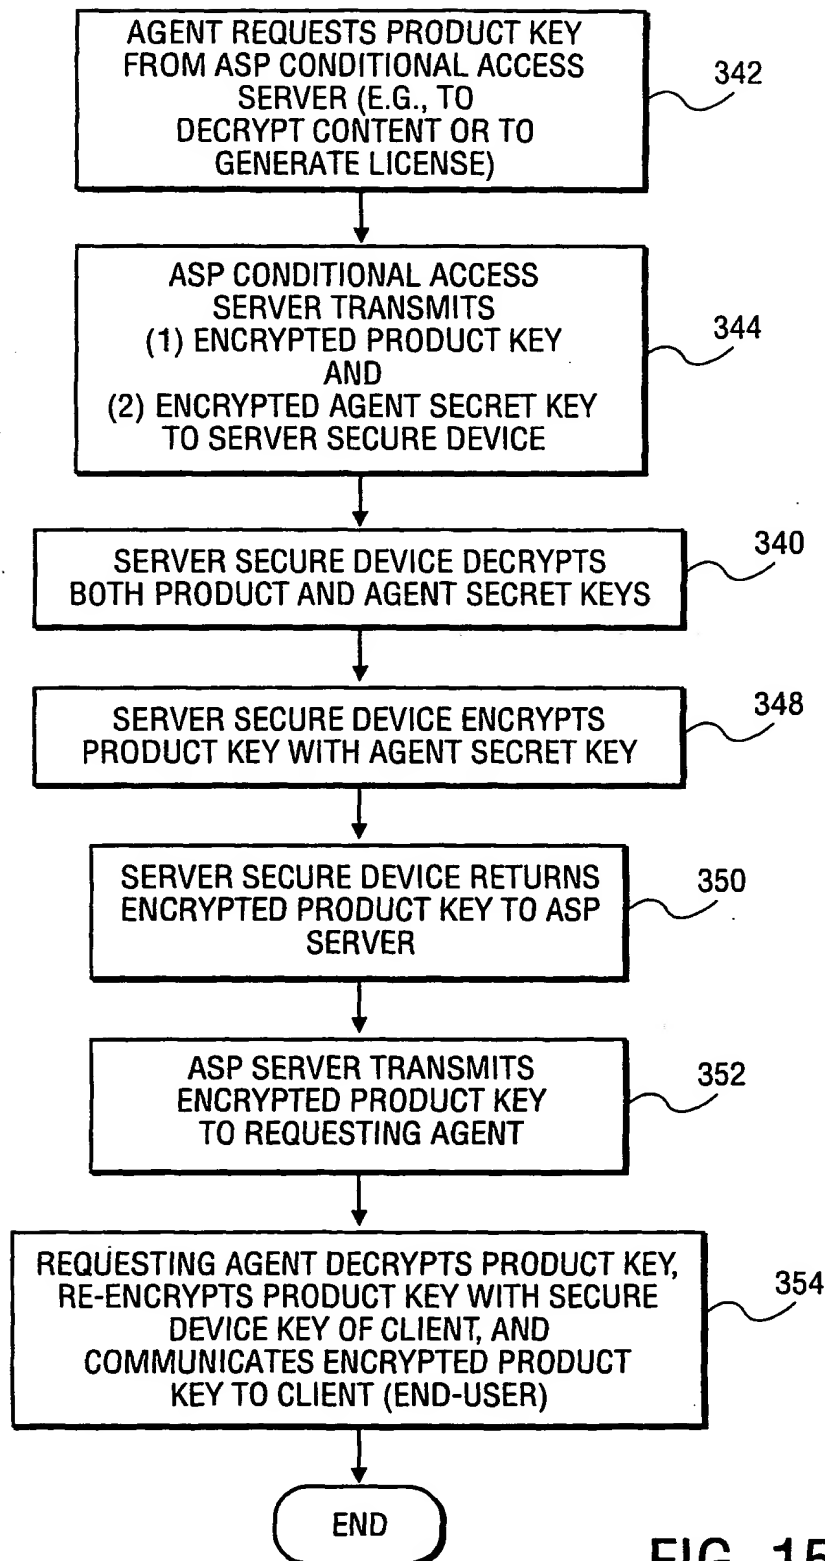 AGENT REQUESTS PRODUCT KEY
FROM ASP CONDITIONAL ACCESS
SERVER (E.G., TO
DECRYPT CONTENT OR TO
GENERATE LICENSE)
342
ASP CONDITIONAL ACCESS
SERVER TRANSMITS
(1) ENCRYPTED PRODUCT KEY
AND
(2) ENCRYPTED AGENT SECRET KEY
TO SERVER SECURE DEVICE
344
SERVER SECURE DEVICE DECRYPTS
BOTH PRODUCT AND AGENT SECRET KEYS
340
SERVER SECURE DEVICE ENCRYPTS
PRODUCT KEY WITH AGENT SECRET KEY
348
SERVER SECURE DEVICE RETURNS
ENCRYPTED PRODUCT KEY TO ASP
SERVER
350
ASP SERVER TRANSMITS
ENCRYPTED PRODUCT KEY
TO REQUESTING AGENT
352
REQUESTING AGENT DECRYPTS PRODUCT KEY,
RE-ENCRYPTS PRODUCT KEY WITH SECURE
DEVICE KEY OF CLIENT, AND
COMMUNICATES ENCRYPTED PRODUCT
KEY TO CLIENT (END-USER)
354
END
FIG. 15